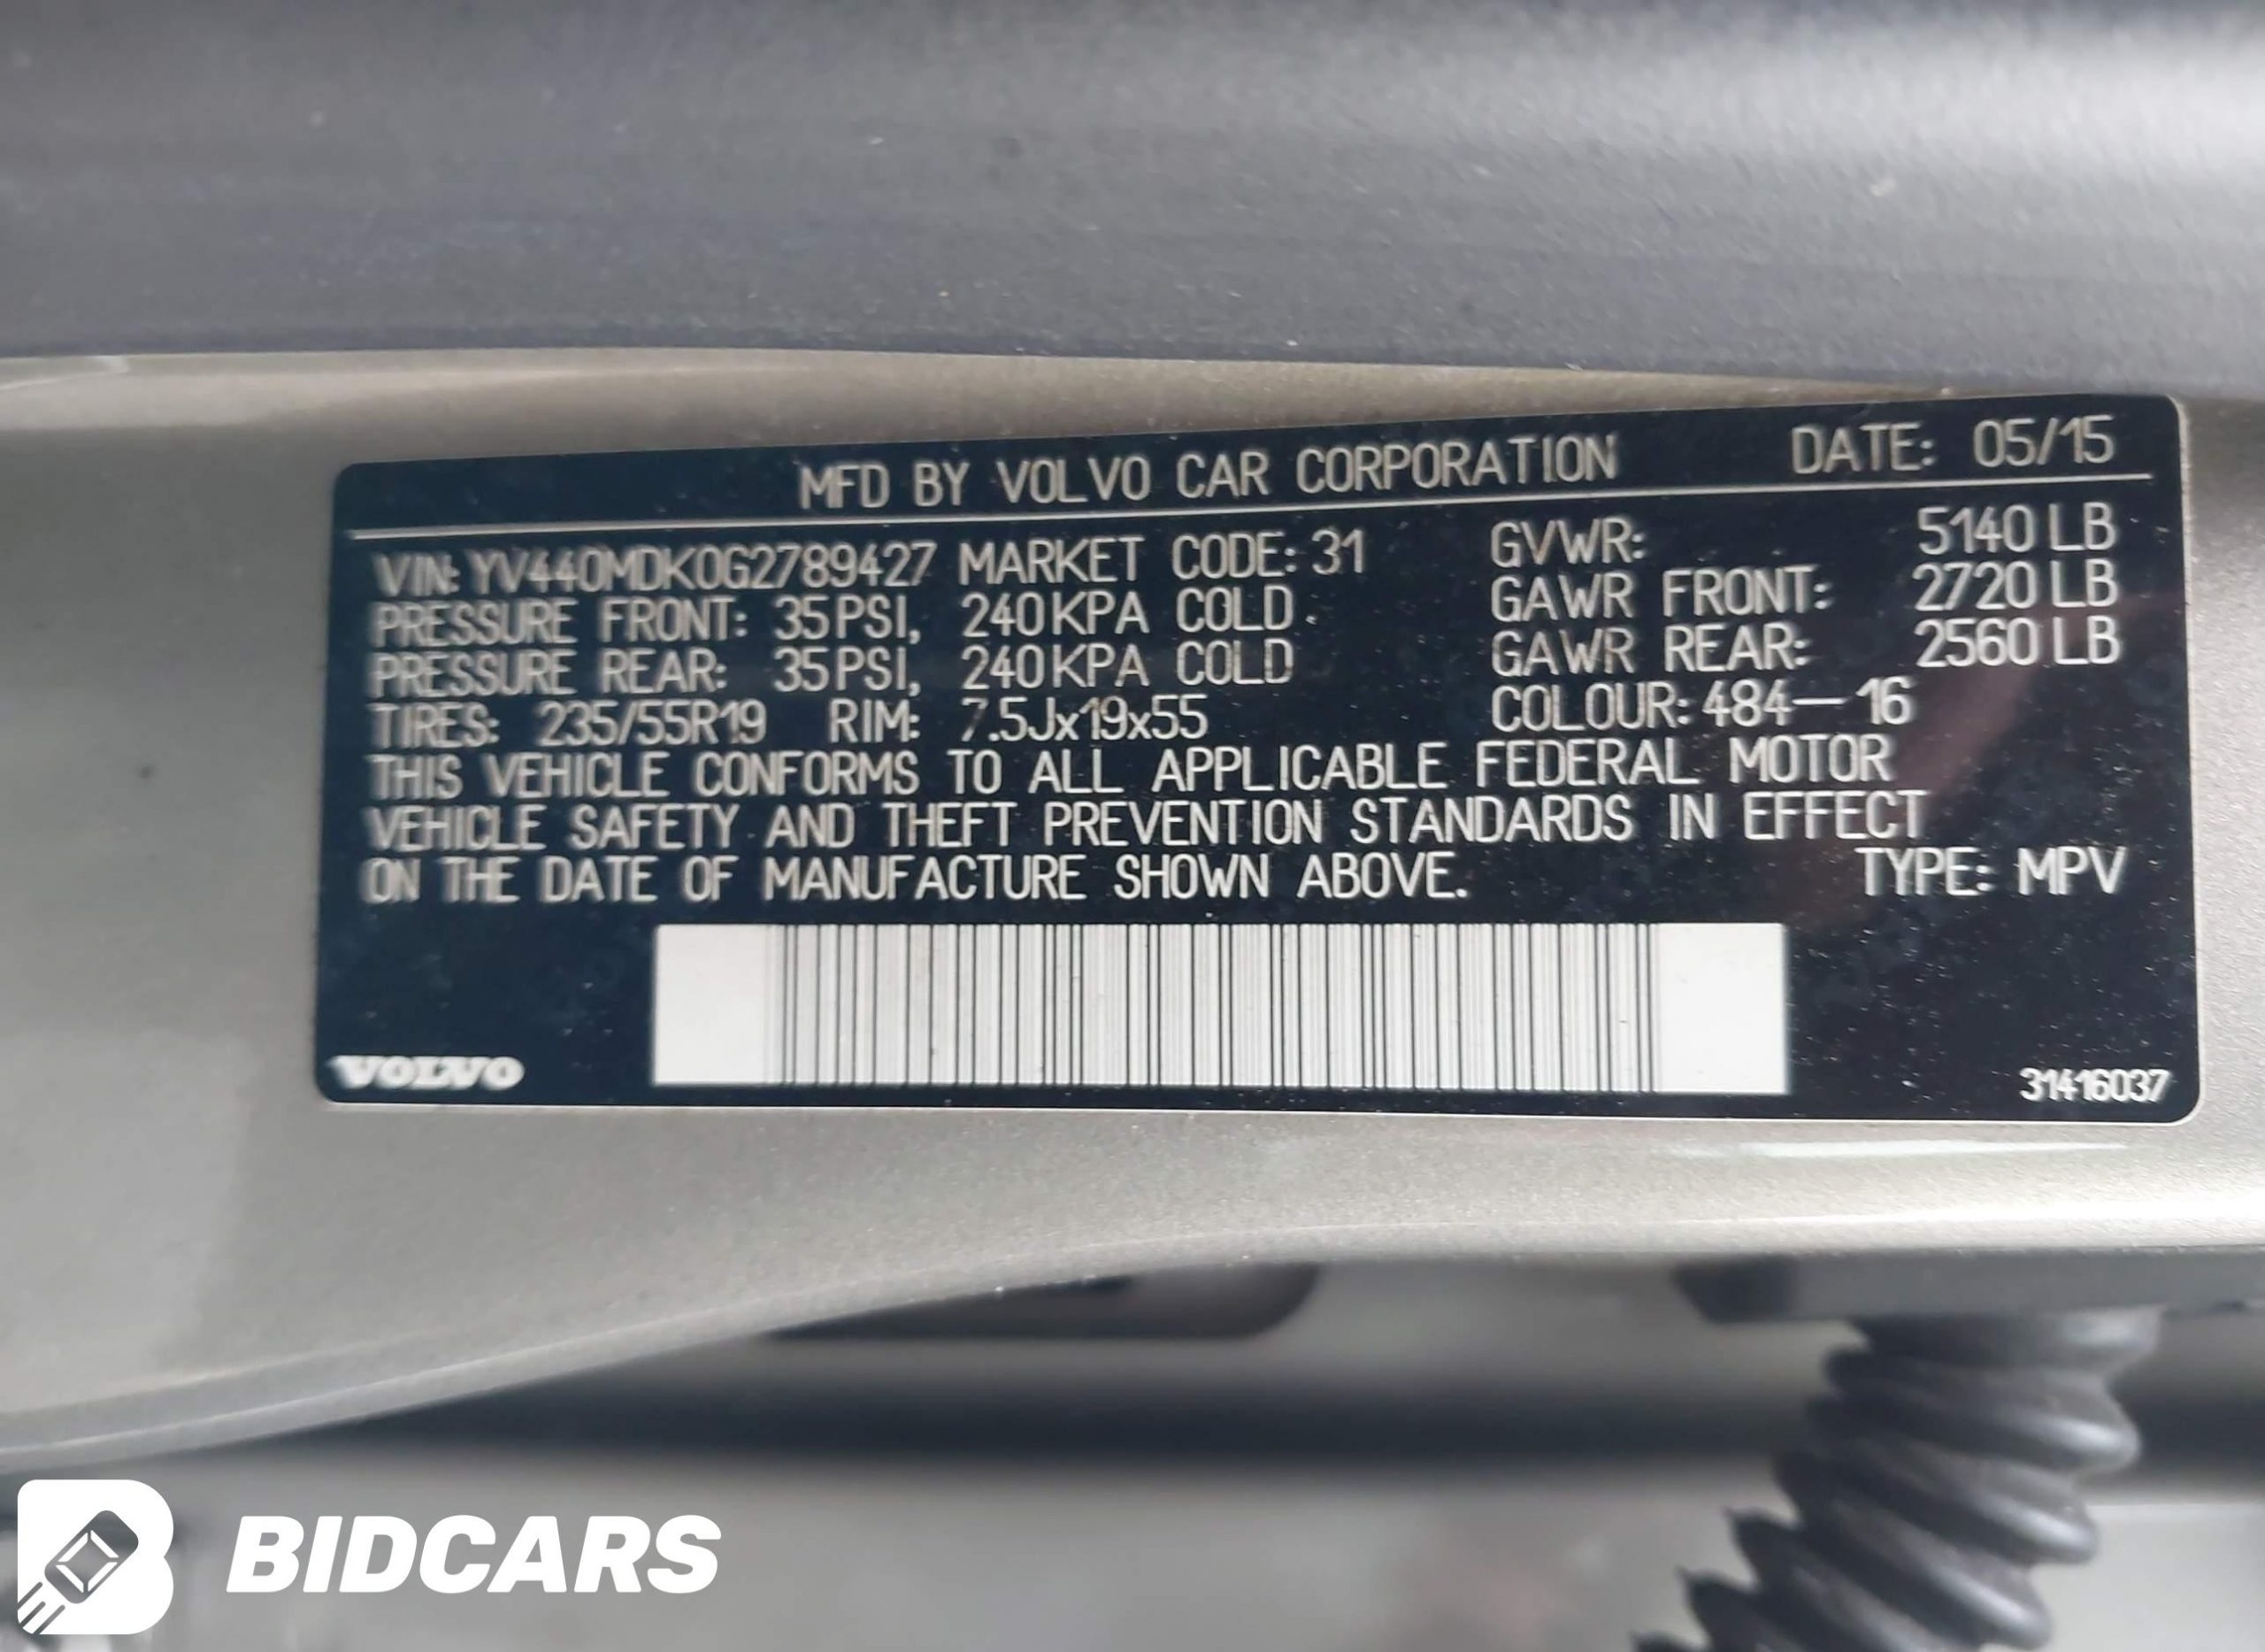 MFD BY VOLVO CAR CORPORATION DATE: 05/15
VIN: YV440MDK0G2789427 MARKET CODE: 31 GVWR: 5140 LB
PRESSURE FRONT: 35 PSI, 240 KPA COLD GAWR FRONT: 2720 LB
PRESSURE REAR: 35 PSI, 240 KPA COLD GAWR REAR: 2560 LB
TIRES: 235/55R19 RIM: 7.5Jx19x55 COLOUR: 484-16
THIS VEHICLE CONFORMS TO ALL APPLICABLE FEDERAL MOTOR
VEHICLE SAFETY AND THEFT PREVENTION STANDARDS IN EFFECT
ON THE DATE OF MANUFACTURE SHOWN ABOVE. TYPE: MPV
VOLVO 31416037
BIDCARS